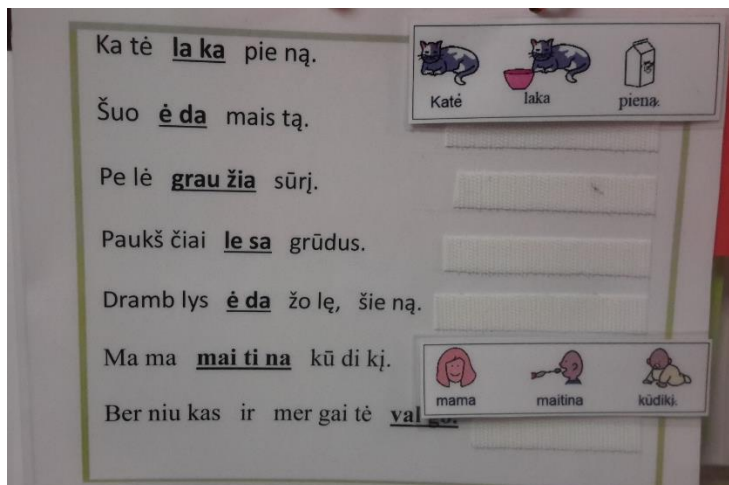 Ka tė la ka pie ną.
Katė laka pieną.
Šuo ė da mais tą.
Pe lė grau žia sūrį.
Paukš čiai le sa grūdus.
Dramb lys ė da žo lę, šie ną.
Ma ma mai ti na kū di kį.
mama maitina kūdikį.
Ber niu kas ir mer gai tė val go.